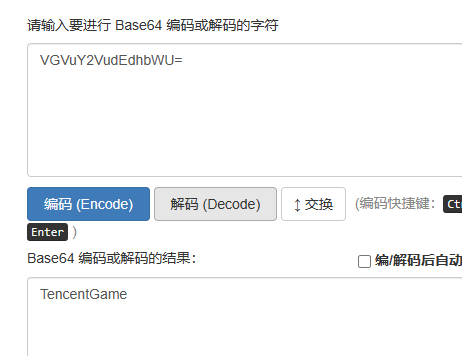 请输入要进行 Base64 编码或解码的字符
VGVuY2VudEdhbWU=
编码 (Encode) 解码 (Decode) ↕ 交换 (编码快捷键：
Enter )
Base64 编码或解码的结果： 编/解码后自动
TencentGame